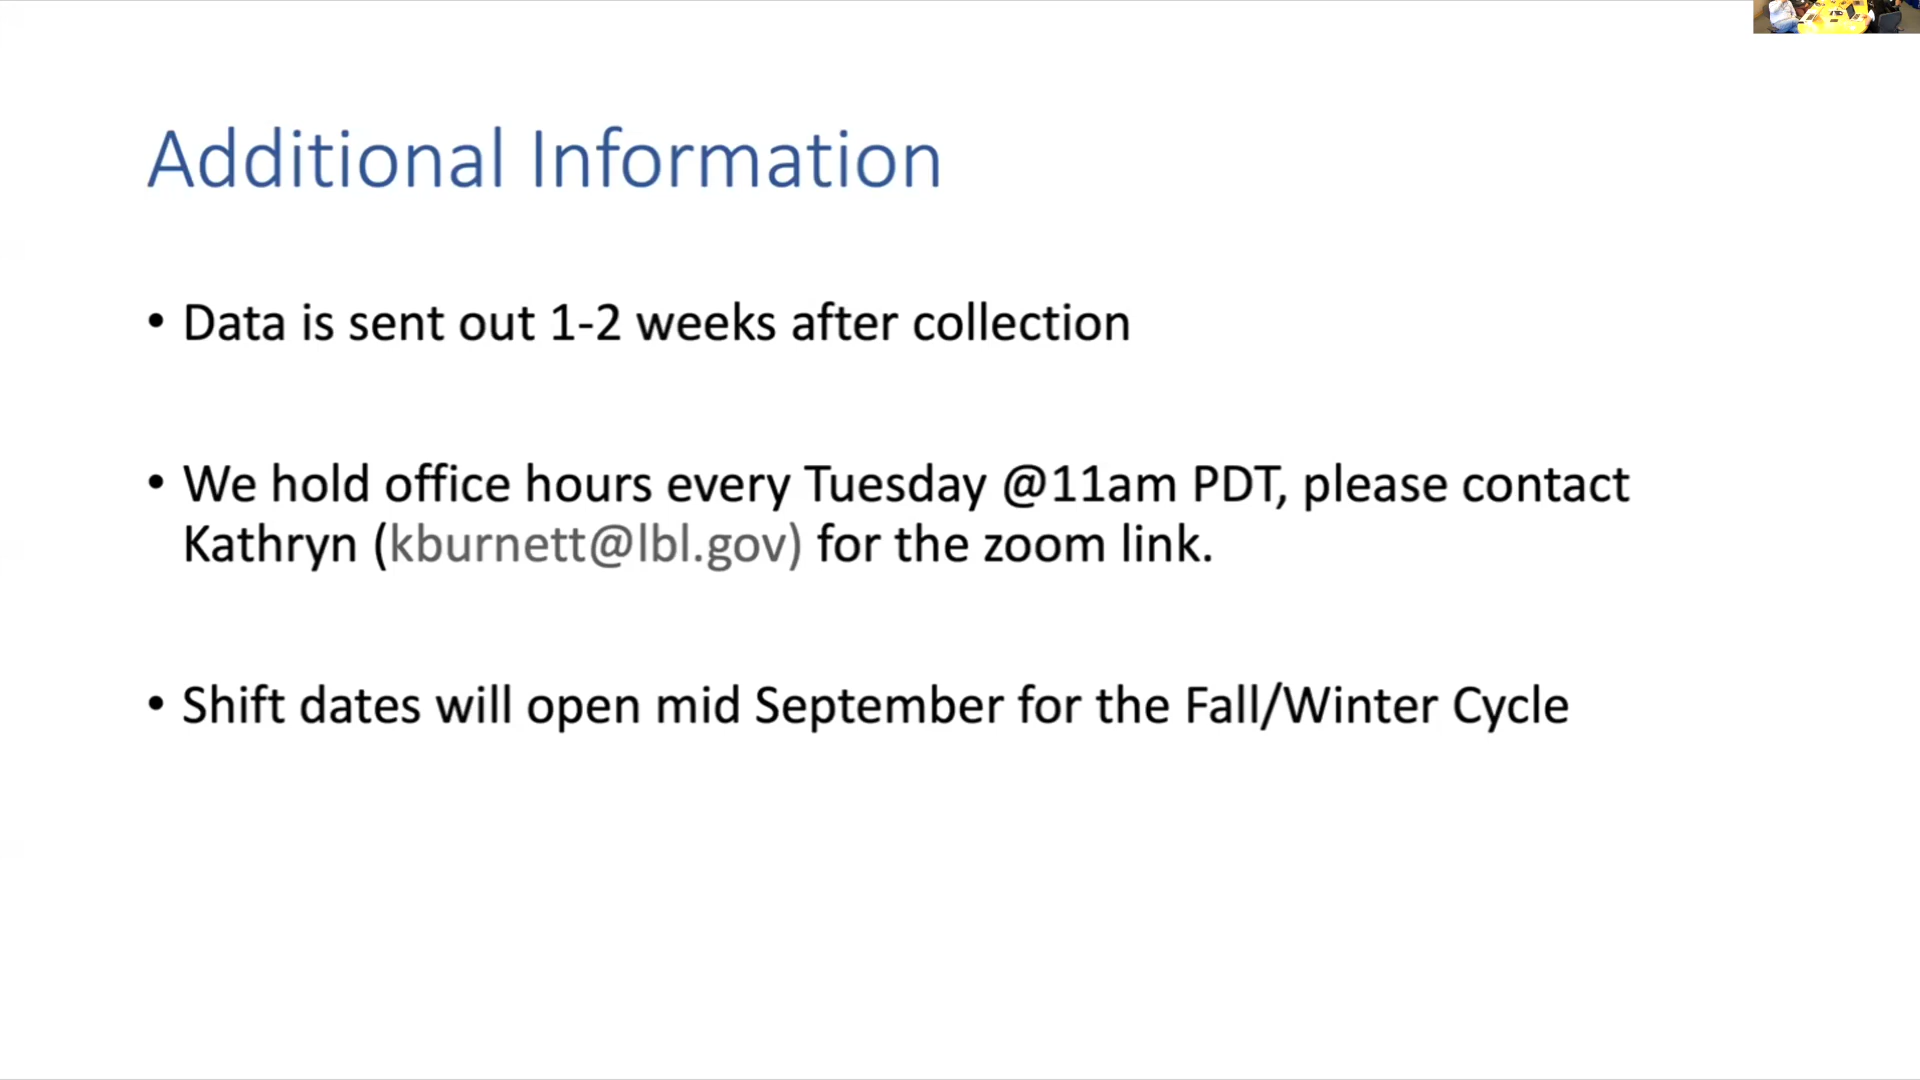 Additional Information
• Data is sent out 1-2 weeks after collection
• We hold office hours every Tuesday @11am PDT, please contact
Kathryn (kburnett@lbl.gov) for the zoom link.
• Shift dates will open mid September for the Fall/Winter Cycle